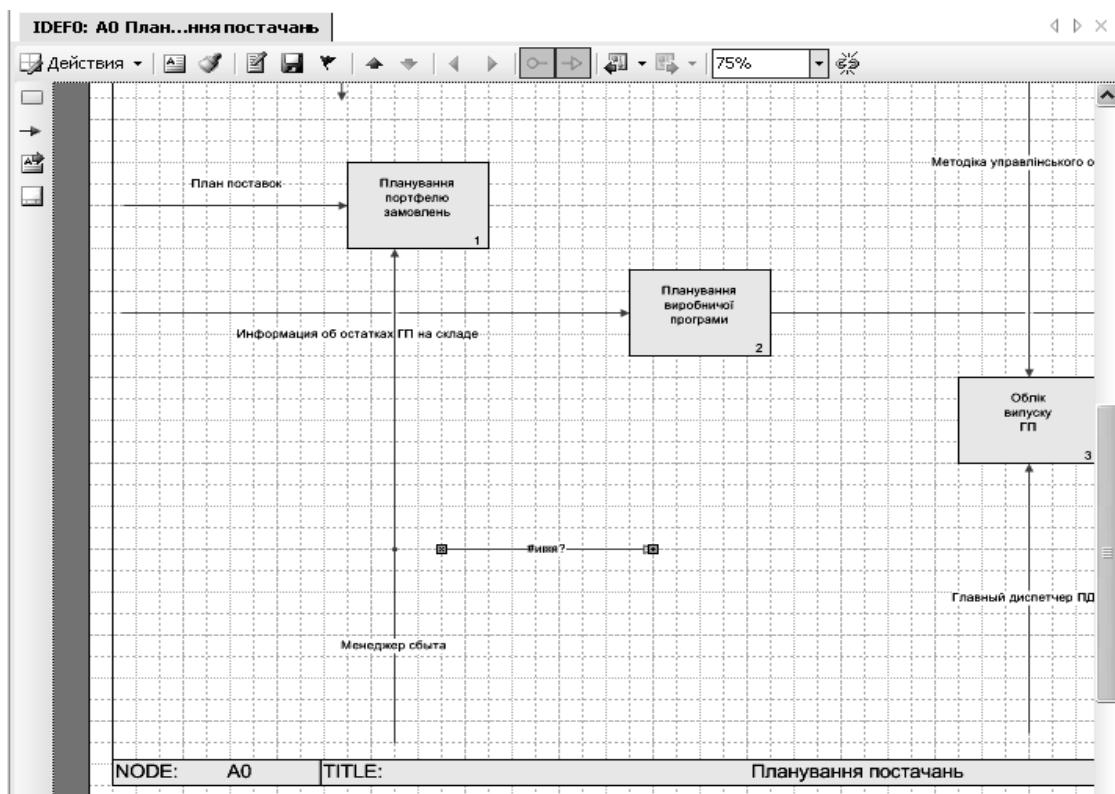 IDEF0: A0 План...ння постачань
Действия
75%
Методіка управлінського о
План поставок
Планування
портфелю
замовлень
1
Планування
виробничої
програми
2
Информация об остатках ГП на складе
Облік
випуску
ГП
3
#имя?
Главный диспетчер ПД
Менеджер сбыта
NODE: A0 TITLE: Планування постачань